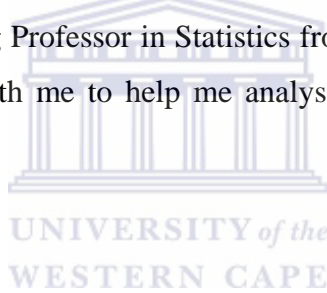 Professor in Statistics fro
th me to help me analys
UNIVERSITY of the
WESTERN CAPE